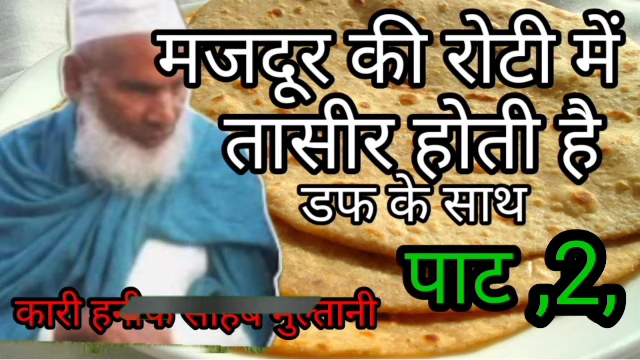 मजदूर की रोटी में
तासीर होती है
डफ के साथ
पाट ,2,
कारी